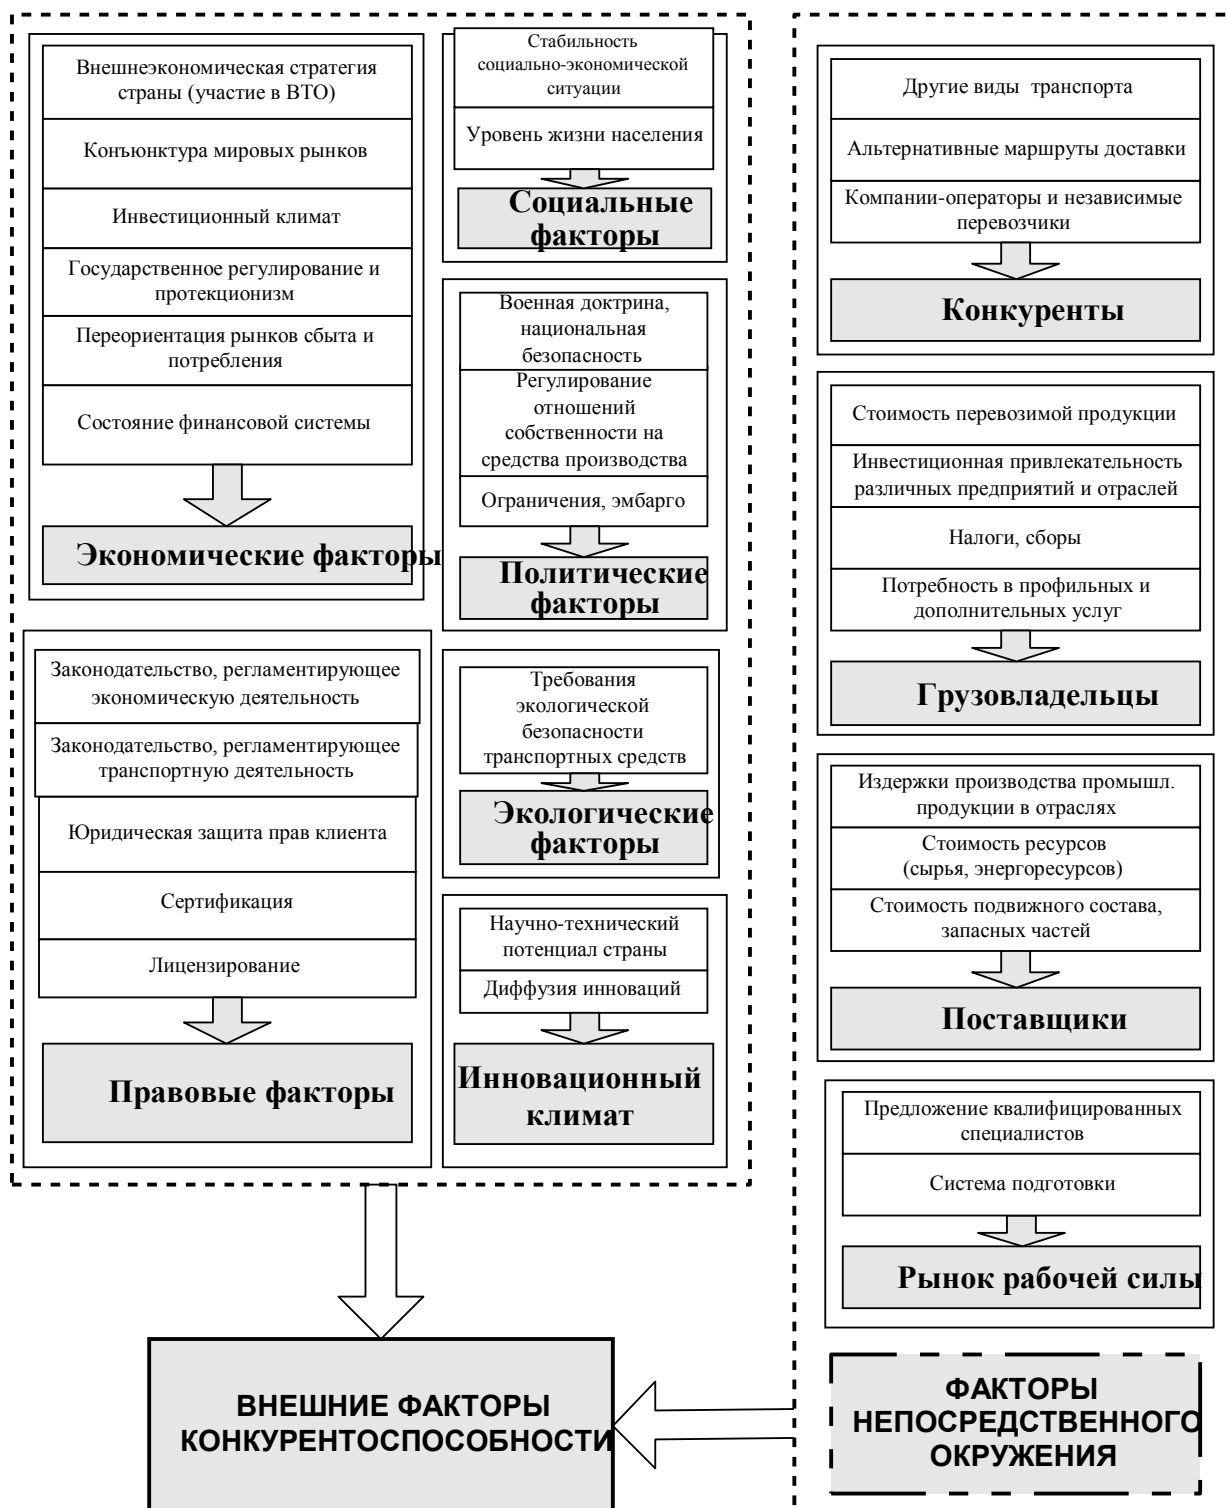 Внешнеэкономическая стратегия
страны (участие в ВТО)
Конъюнктура мировых рынков
Инвестиционный климат
Государственное регулирование и
протекционизм
Переориентация рынков сбыта и
потребления
Состояние финансовой системы
Экономические факторы
Законодательство, регламентирующее
экономическую деятельность
Законодательство, регламентирующее
транспортную деятельность
Юридическая защита прав клиента
Сертификация
Лицензирование
Правовые факторы
Стабильность
социально-экономической
ситуации
Уровень жизни населения
Социальные
факторы
Военная доктрина,
национальная
безопасность
Регулирование
отношений
собственности на
средства производства
Ограничения, эмбарго
Политические
факторы
Требования
экологической
безопасности
транспортных средств
Экологические
факторы
Научно-технический
потенциал страны
Диффузия инноваций
Инновационный
климат
Другие виды транспорта
Альтернативные маршруты доставки
Компании-операторы и независимые
перевозчики
Конкуренты
Стоимость перевозимой продукции
Инвестиционная привлекательность
различных предприятий и отраслей
Налоги, сборы
Потребность в профильных и
дополнительных услуг
Грузовладельцы
Издержки производства промышл.
продукции в отраслях
Стоимость ресурсов
(сырья, энергоресурсов)
Стоимость подвижного состава,
запасных частей
Поставщики
Предложение квалифицированных
специалистов
Система подготовки
Рынок рабочей силы
ВНЕШНИЕ ФАКТОРЫ
КОНКУРЕНТОСПОСОБНОСТИ
ФАКТОРЫ
НЕПОСРЕДСТВЕННОГО
ОКРУЖЕНИЯ